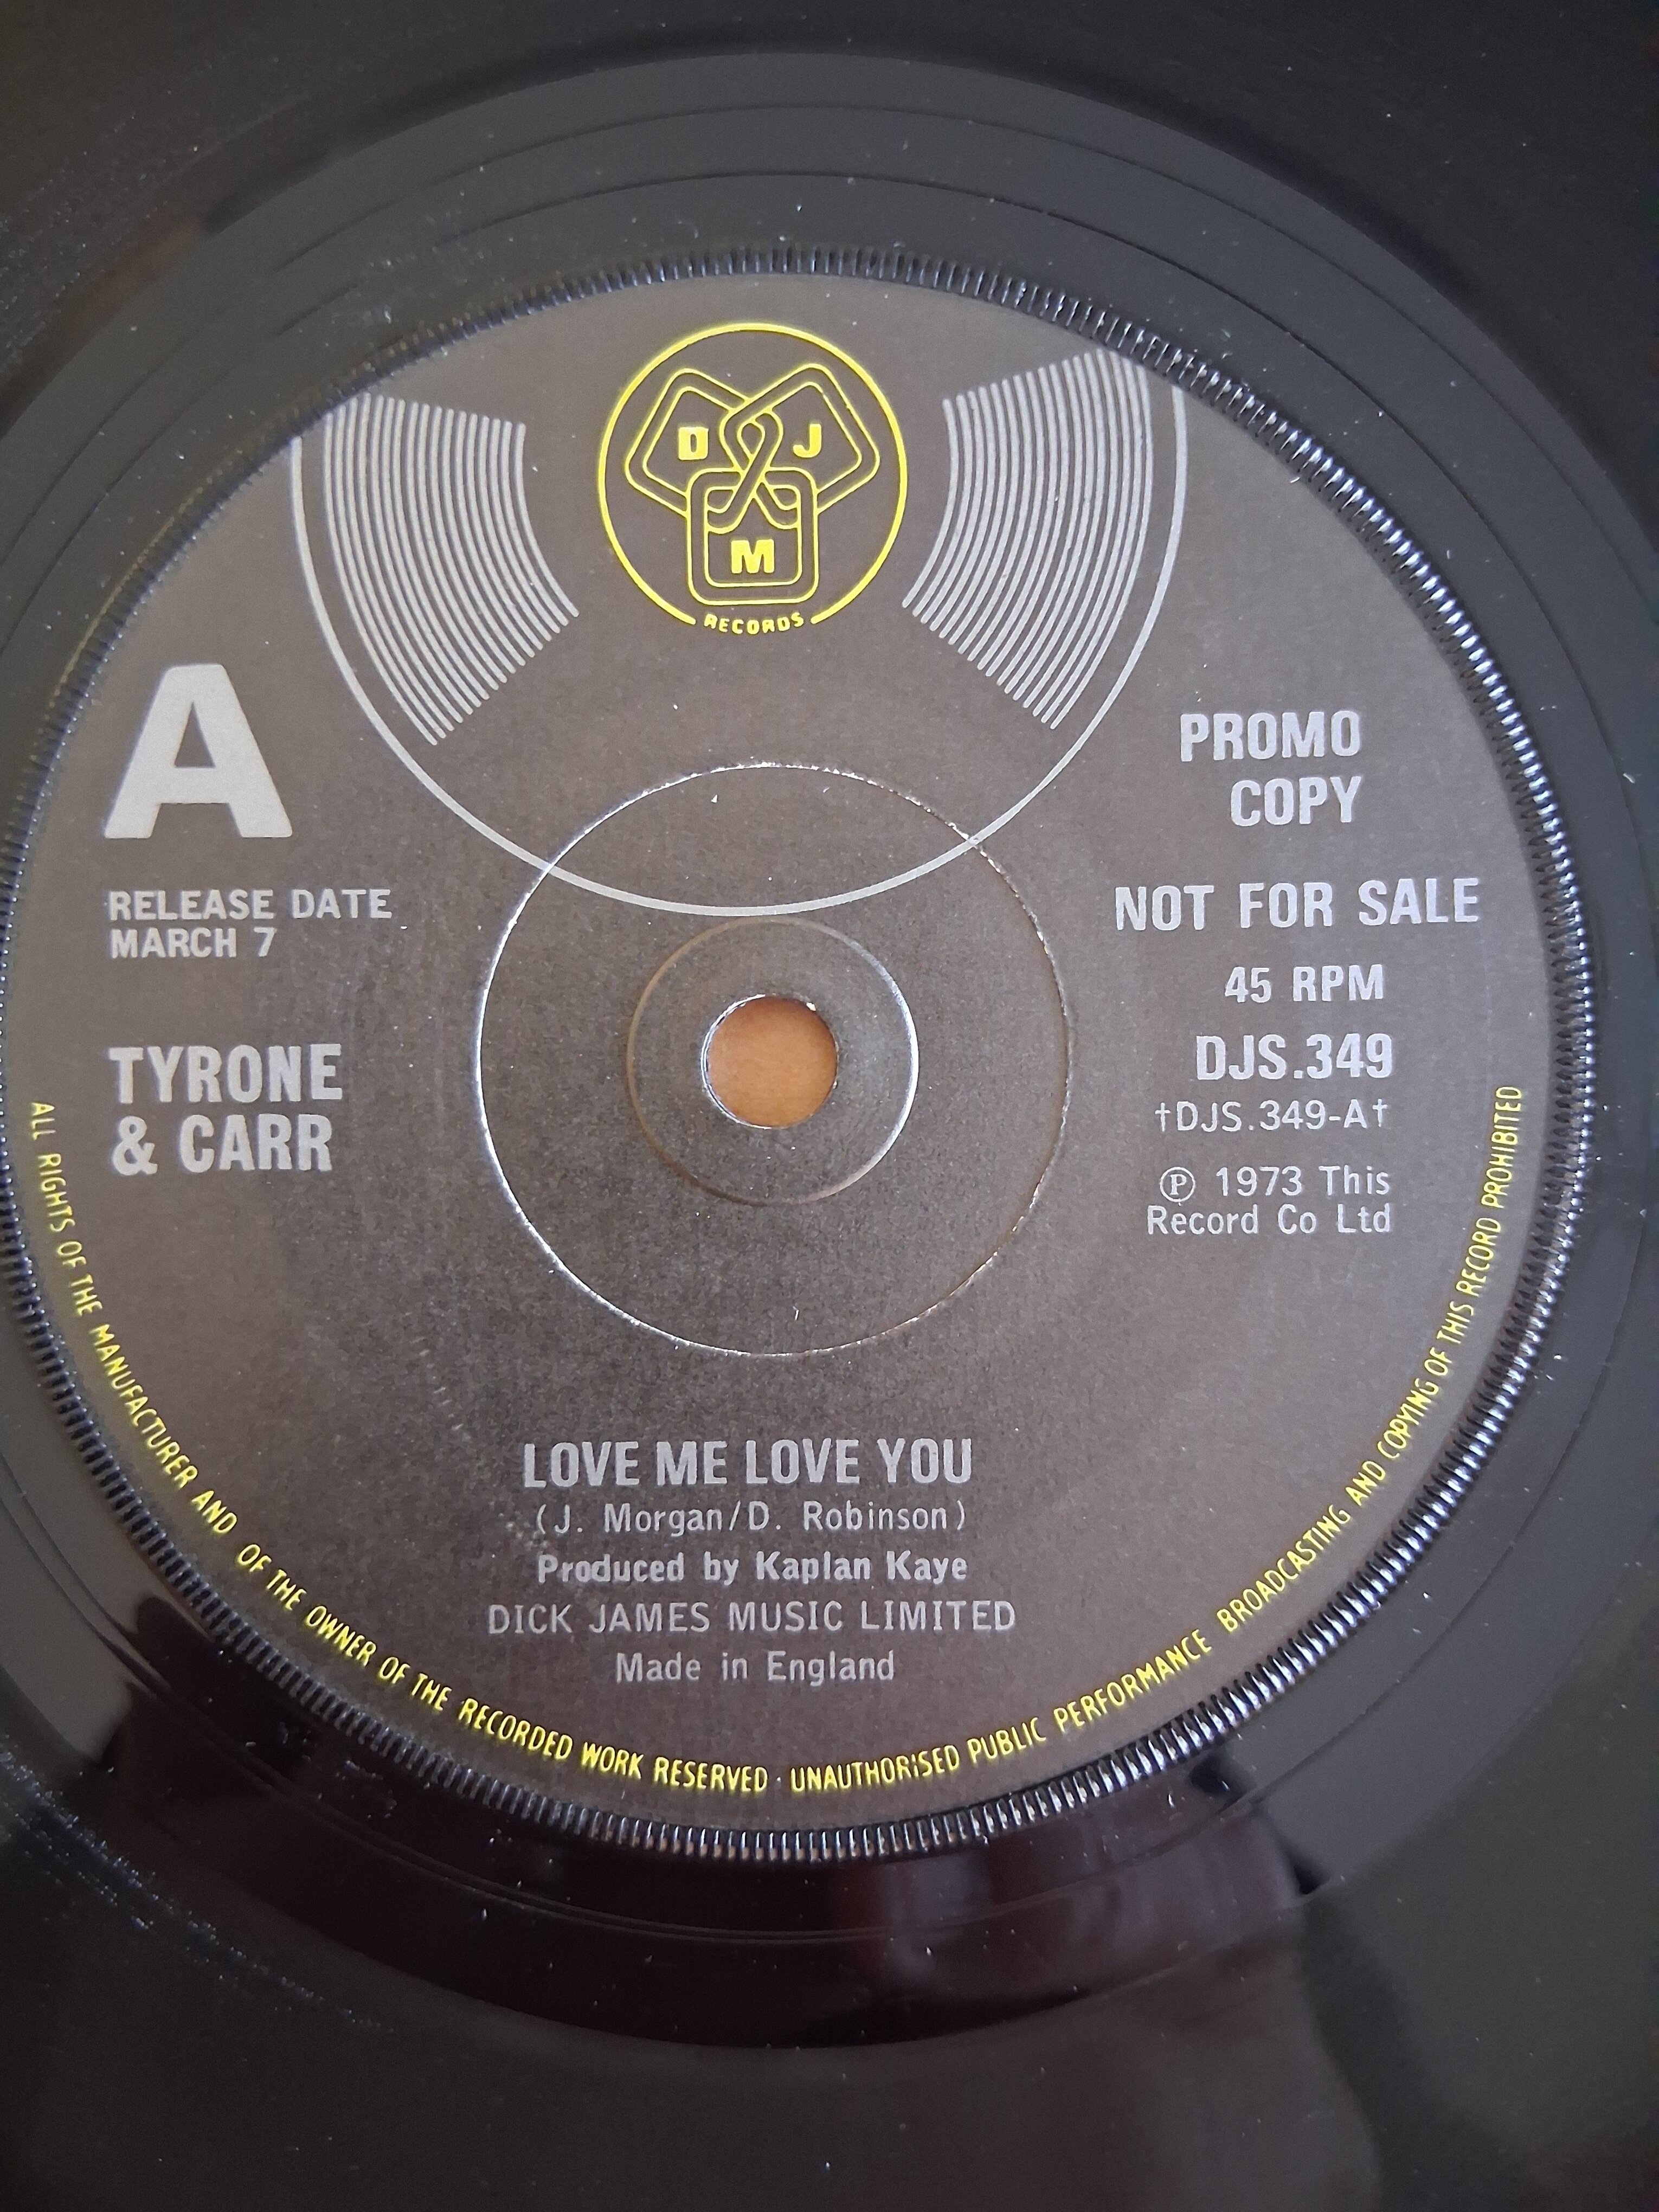 D J
M
RECORDS
A
RELEASE DATE
MARCH 7
TYRONE
& CARR
PROMO
COPY
NOT FOR SALE
45 RPM
DJS.349
†DJS.349-A†
℗ 1973 This
Record Co Ltd
LOVE ME LOVE YOU
(J. Morgan/D. Robinson)
Produced by Kaplan Kaye
DICK JAMES MUSIC LIMITED
Made in England
ALL RIGHTS OF THE MANUFACTURER AND OF THE OWNER OF THE RECORDED WORK RESERVED · UNAUTHORISED PUBLIC PERFORMANCE BROADCASTING AND COPYING OF THIS RECORD PROHIBITED